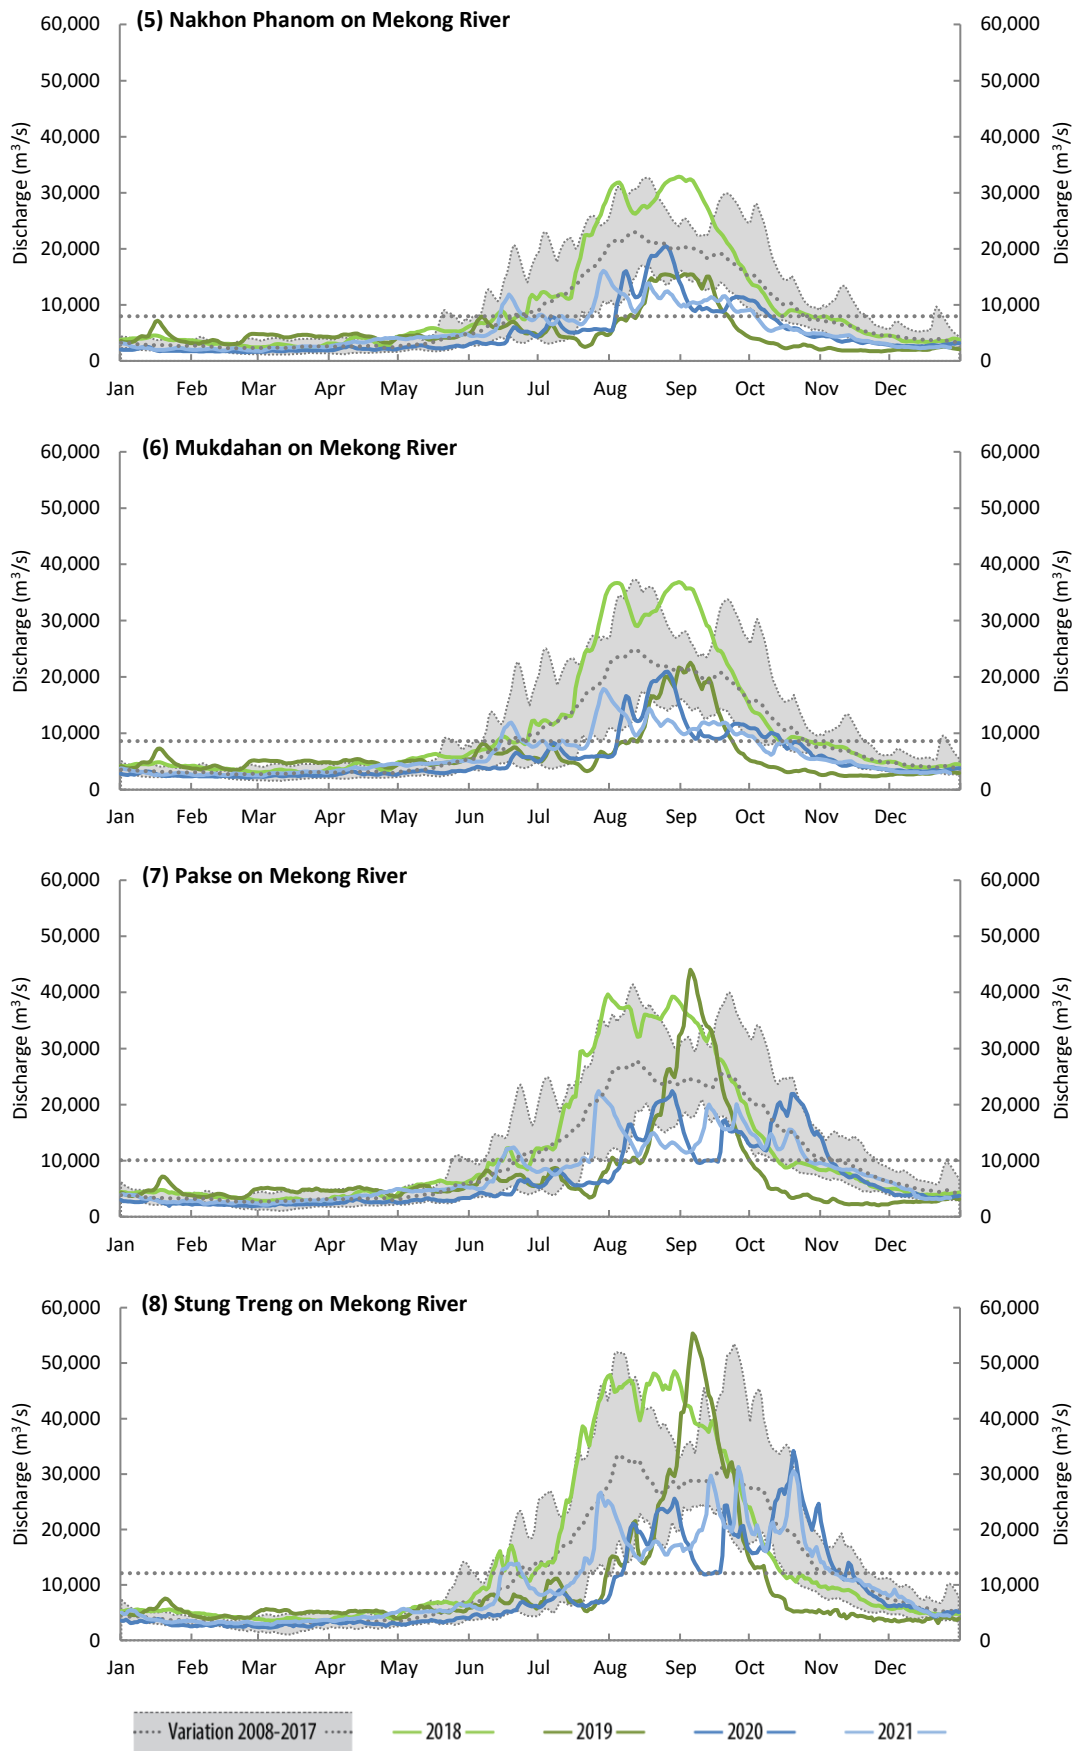 (5) Nakhon Phanom on Mekong River
60,000 60,000
50,000 50,000
40,000 40,000
30,000 30,000
20,000 20,000
10,000 10,000
0 0
Discharge (m³/s) Discharge (m³/s)
Jan Feb Mar Apr May Jun Jul Aug Sep Oct Nov Dec
(6) Mukdahan on Mekong River
60,000 60,000
50,000 50,000
40,000 40,000
30,000 30,000
20,000 20,000
10,000 10,000
0 0
Discharge (m³/s) Discharge (m³/s)
Jan Feb Mar Apr May Jun Jul Aug Sep Oct Nov Dec
(7) Pakse on Mekong River
60,000 60,000
50,000 50,000
40,000 40,000
30,000 30,000
20,000 20,000
10,000 10,000
0 0
Discharge (m³/s) Discharge (m³/s)
Jan Feb Mar Apr May Jun Jul Aug Sep Oct Nov Dec
(8) Stung Treng on Mekong River
60,000 60,000
50,000 50,000
40,000 40,000
30,000 30,000
20,000 20,000
10,000 10,000
0 0
Discharge (m³/s) Discharge (m³/s)
Jan Feb Mar Apr May Jun Jul Aug Sep Oct Nov Dec
Variation 2008-2017 2018 2019 2020 2021